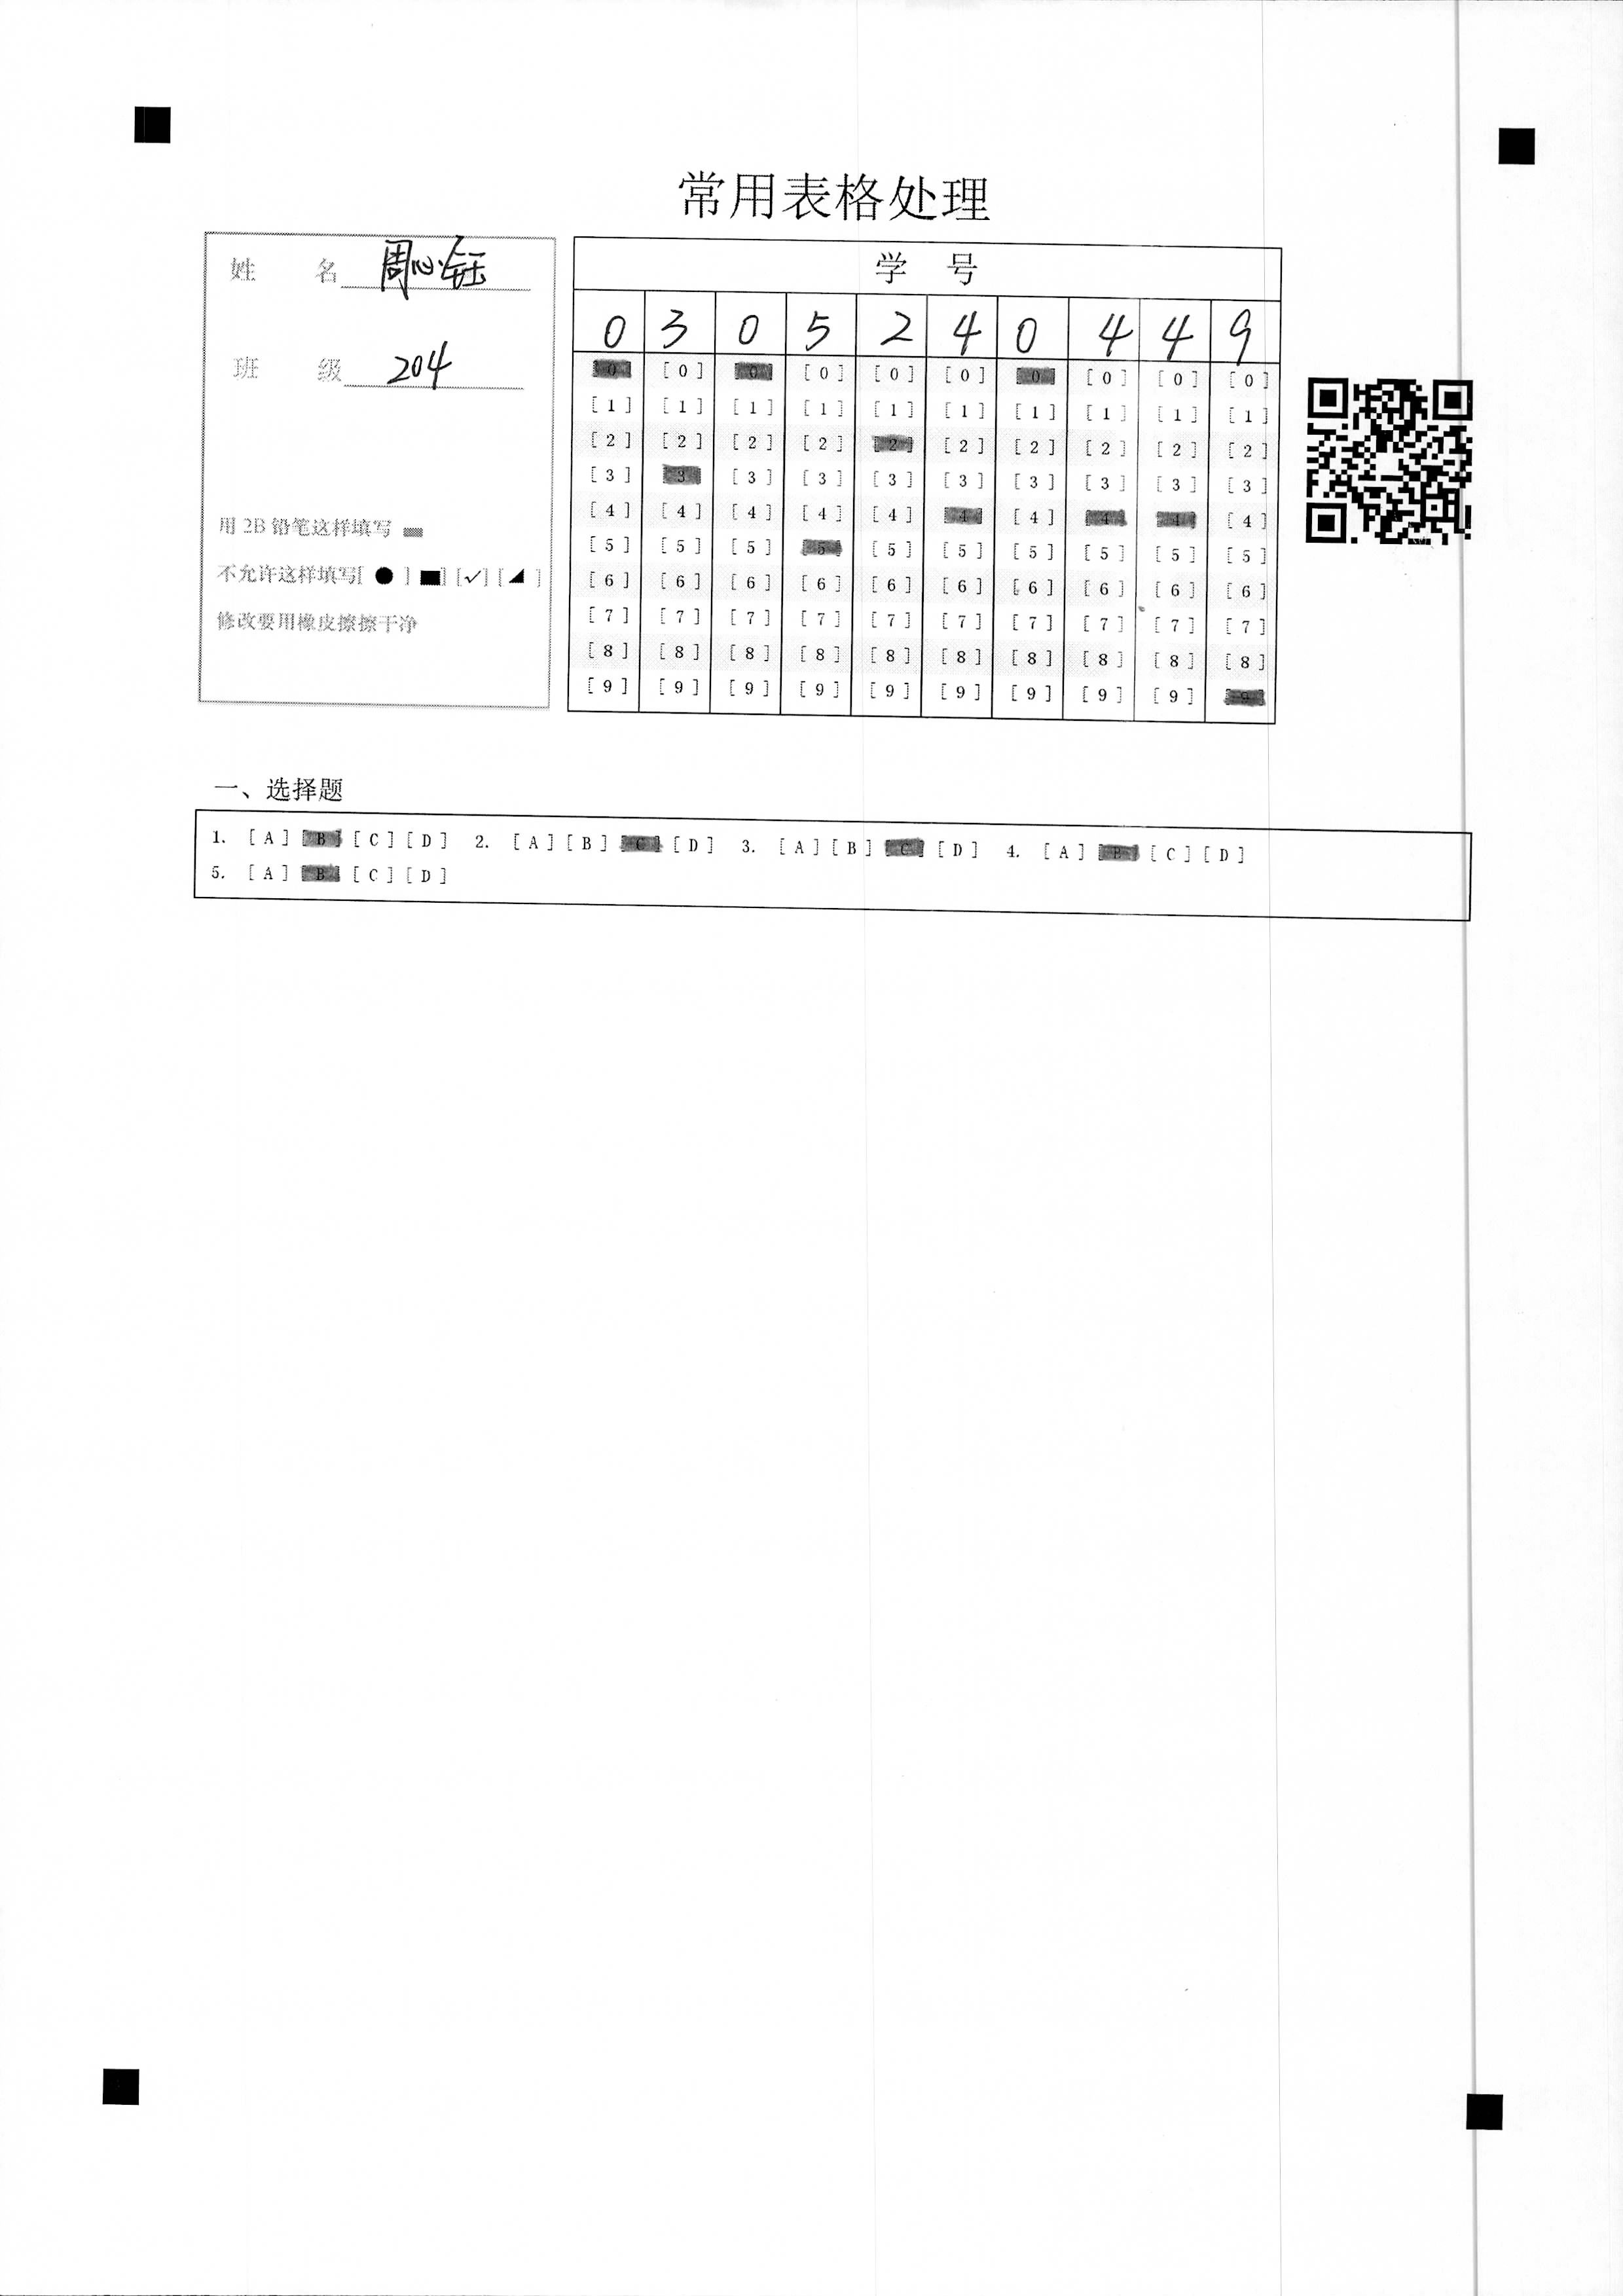 常用表格处理
姓 名 周心钰
班 级 204
用 2B 铅笔这样填写
不允许这样填写[ ● ] [■] [✓] [◢ ]
修改要用橡皮擦擦干净
学 号
0 3 0 5 2 4 0 4 4 9
[0] [0] [0] [0] [0] [0] [0] [0] [0] [0]
[1] [1] [1] [1] [1] [1] [1] [1] [1] [1]
[2] [2] [2] [2] [2] [2] [2] [2] [2] [2]
[3] [3] [3] [3] [3] [3] [3] [3] [3] [3]
[4] [4] [4] [4] [4] [4] [4] [4] [4] [4]
[5] [5] [5] [5] [5] [5] [5] [5] [5] [5]
[6] [6] [6] [6] [6] [6] [6] [6] [6] [6]
[7] [7] [7] [7] [7] [7] [7] [7] [7] [7]
[8] [8] [8] [8] [8] [8] [8] [8] [8] [8]
[9] [9] [9] [9] [9] [9] [9] [9] [9] [9]
一、选择题
1. [A] [B] [C] [D] 2. [A] [B] [C] [D] 3. [A] [B] [C] [D] 4. [A] [B] [C] [D]
5. [A] [B] [C] [D]